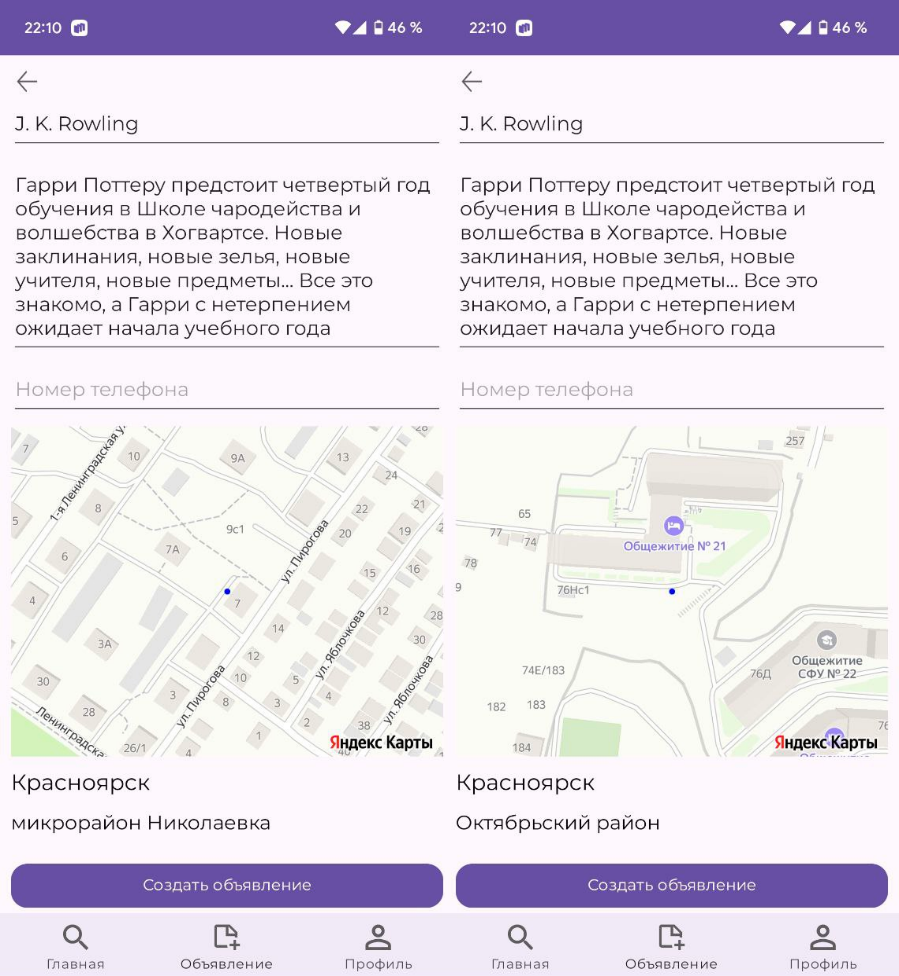 22:10
46 %
J. K. Rowling
Гарри Поттеру предстоит четвертый год
обучения в Школе чародейства и
волшебства в Хогвартсе. Новые
заклинания, новые зелья, новые
учителя, новые предметы... Все это
знакомо, а Гарри с нетерпением
ожидает начала учебного года
Номер телефона
28
7
10
9А
13
24
1-я Ленинградская у
8
22
21
5
9с1
20
19
6
7А
ул. Пирогова
15
16
4
7
12
28
14
ул. Яблочкова
3А
12
30
30
10
5
4
ул. Пирогова
3
8
3
ул. Яблочкова
28
2
38
Ленинградска
26/1
4
1
Яндекс Карты
Красноярск
микрорайон Николаевка
Создать объявление
Главная
Объявление
Профиль
22:10
46 %
J. K. Rowling
Гарри Поттеру предстоит четвертый год
обучения в Школе чародейства и
волшебства в Хогвартсе. Новые
заклинания, новые зелья, новые
учителя, новые предметы... Все это
знакомо, а Гарри с нетерпением
ожидает начала учебного года
Номер телефона
257
65
77
74
Общежитие № 21
78
9
76Нс1
74Е/183
76Д
Общежитие
СФУ № 22
182
183
76
184
Яндекс Карты
Красноярск
Октябрьский район
Создать объявление
Главная
Объявление
Профиль